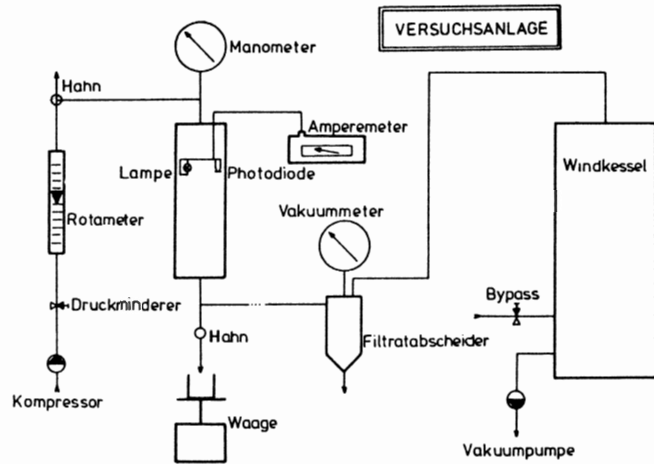 VERSUCHSANLAGE
Manometer
Hahn
Amperemeter
Lampe
Photodiode
Windkessel
Rotameter
Vakuummeter
Druckminderer
Bypass
Hahn
Filtratabscheider
Kompressor
Waage
Vakuumpumpe